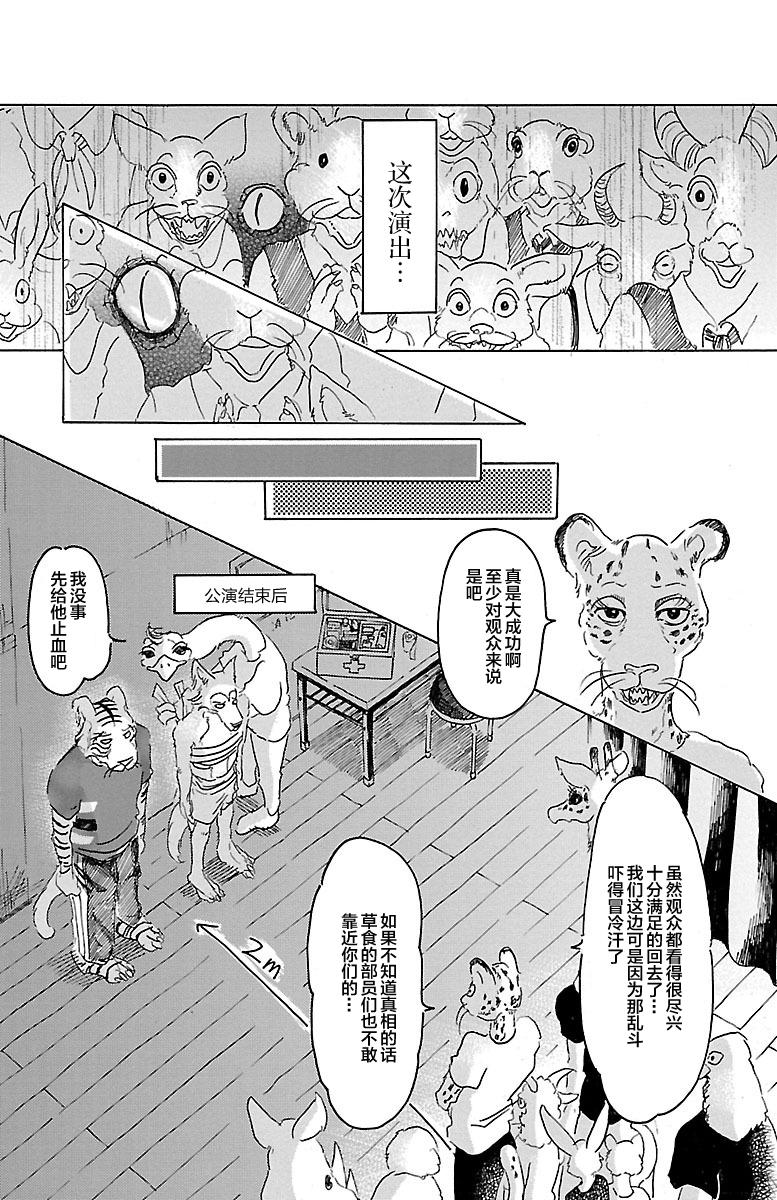 这次演出…
真是大成功啊
至少对观众来说
是吧
公演结束后
我没事
先给他止血吧
虽然观众都看得很尽兴
十分满足的回去了…
我们这边可是因为那乱斗
吓得冒冷汗了
如果不知道真相的话
草食的部员们也不敢
靠近你们的…
2m